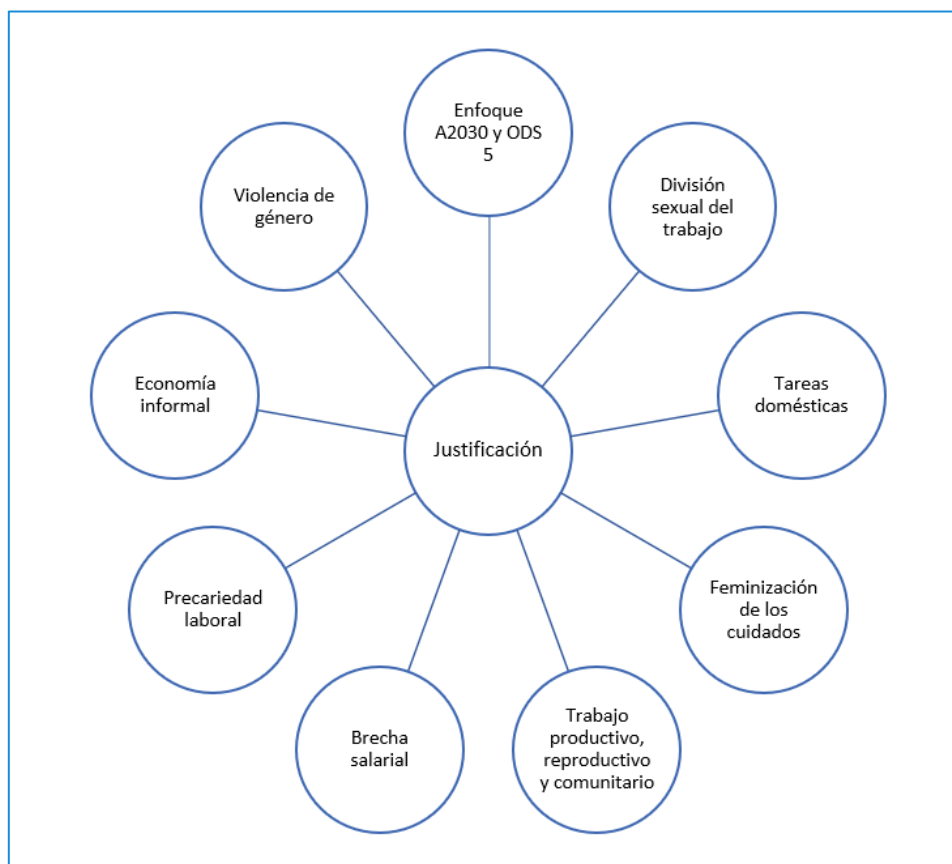 Enfoque
A2030 y ODS
5
División
sexual del
trabajo
Tareas
domésticas
Feminización
de los
cuidados
Trabajo
productivo,
reproductivo
y comunitario
Brecha
salarial
Precariedad
laboral
Economía
informal
Violencia de
género
Justificación